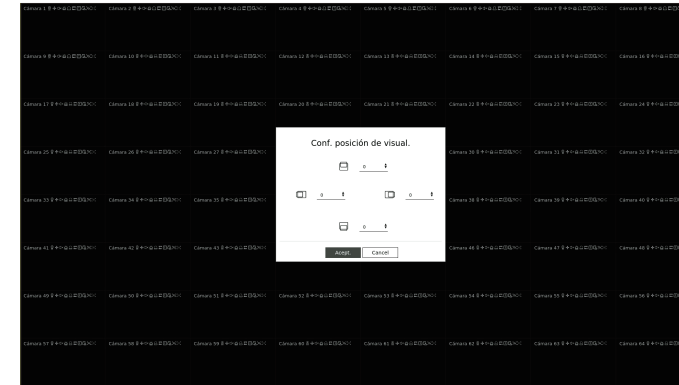 Cámara 1 Cámara 2 Cámara 3 Cámara 4 Cámara 5 Cámara 6 Cámara 7 Cámara 8
Cámara 9 Cámara 10 Cámara 11 Cámara 12 Cámara 13 Cámara 14 Cámara 15 Cámara 16
Cámara 17 Cámara 18 Cámara 19 Cámara 20 Cámara 21 Cámara 22 Cámara 23 Cámara 24
Conf. posición de visual.
Cámara 25 Cámara 26 Cámara 27 Cámara 30 Cámara 31 Cámara 32
0
0 0
Cámara 33 Cámara 34 Cámara 35 Cámara 38 Cámara 39 Cámara 40
0
Cámara 41 Cámara 42 Cámara 43 Cámara 46 Cámara 47 Cámara 48
Acept. Cancel
Cámara 49 Cámara 50 Cámara 51 Cámara 52 Cámara 53 Cámara 54 Cámara 55 Cámara 56
Cámara 57 Cámara 58 Cámara 59 Cámara 60 Cámara 61 Cámara 62 Cámara 63 Cámara 64